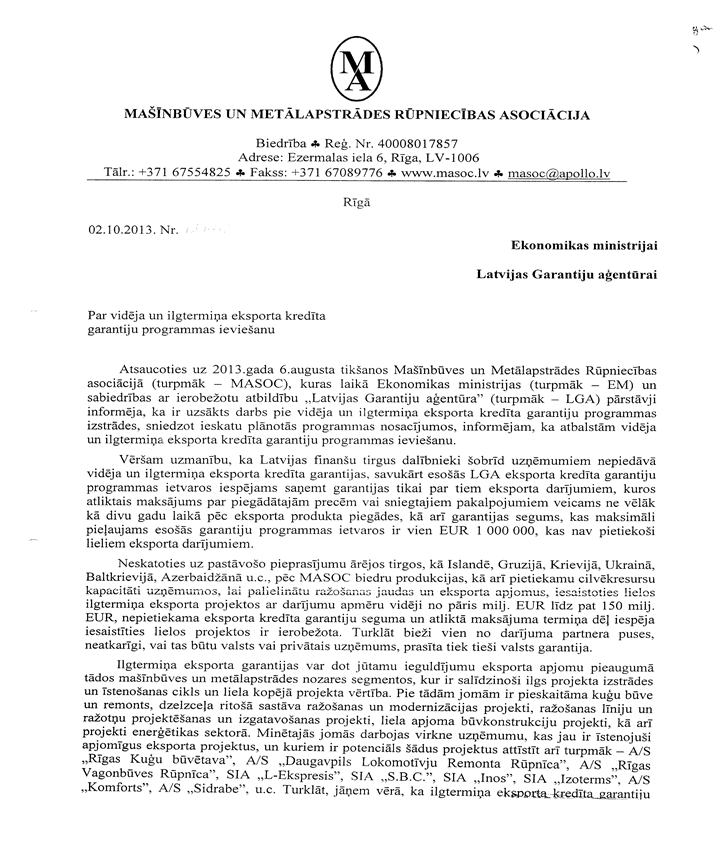 MA
MAŠĪNBŪVES UN METĀLAPSTRĀDES RŪPNIECĪBAS ASOCIĀCIJA
Biedrība ♣ Reģ. Nr. 40008017857
Adrese: Ezermalas iela 6, Rīga, LV-1006
Tālr.: +371 67554825 ♣ Fakss: +371 67089776 ♣ www.masoc.lv ♣ masoc@apollo.lv
Rīgā
02.10.2013. Nr.
Ekonomikas ministrijai
Latvijas Garantiju aģentūrai
Par vidēja un ilgtermiņa eksporta kredīta
garantiju programmas ieviešanu
Atsaucoties uz 2013.gada 6.augusta tikšanos Mašīnbūves un Metālapstrādes Rūpniecības
asociācijā (turpmāk – MASOC), kuras laikā Ekonomikas ministrijas (turpmāk – EM) un
sabiedrības ar ierobežotu atbildību „Latvijas Garantiju aģentūra” (turpmāk – LGA) pārstāvji
informēja, ka ir uzsākts darbs pie vidēja un ilgtermiņa eksporta kredīta garantiju programmas
izstrādes, sniedzot ieskatu plānotās programmas nosacījumos, informējam, ka atbalstām vidēja
un ilgtermiņa eksporta kredīta garantiju programmas ieviešanu.
Vēršam uzmanību, ka Latvijas finanšu tirgus dalībnieki šobrīd uzņēmumiem nepiedāvā
vidēja un ilgtermiņa eksporta kredīta garantijas, savukārt esošās LGA eksporta kredīta garantiju
programmas ietvaros iespējams saņemt garantijas tikai par tiem eksporta darījumiem, kuros
atliktais maksājums par piegādātajām precēm vai sniegtajiem pakalpojumiem veicams ne vēlāk
kā divu gadu laikā pēc eksporta produkta piegādes, kā arī garantijas segums, kas maksimāli
pieļaujams esošās garantiju programmas ietvaros ir viens EUR 1 000 000, kas nav pietiekoši
lieliem eksporta darījumiem.
Neskatoties uz pastāvošo pieprasījumu ārējos tirgos, kā Islandē, Gruzijā, Krievijā, Ukrainā,
Baltkrievijā, Azerbaidžānā u.c., pēc MASOC biedru produkcijas, kā arī pietiekamu cilvēkresursu
kapacitāti uzņēmumos, lai palielinātu ražošanas jaudas un eksporta apjomus, iesaistoties lielos
ilgtermiņa eksporta projektos ar darījumu apmēru vidēji no pāris milj. EUR līdz pat 150 milj.
EUR, nepietiekama eksporta kredīta garantiju seguma un atliktā maksājuma termiņa dēļ iespēja
iesaistīties lielos projektos ir ierobežota. Turklāt bieži vien no darījuma partnera puses,
neatkarīgi, vai tas būtu valsts vai privātais uzņēmums, prasīta tiek tieši valsts garantija.
Ilgtermiņa eksporta garantijas var dot jūtamu ieguldījumu eksporta apjomu pieaugumā
tādos mašīnbūves un metālapstrādes nozares segmentos, kur ir salīdzinoši ilgs projekta izstrādes
un īstenošanas cikls un liela kopējā projekta vērtība. Pie tādām jomām ir pieskaitāma kuģu būve
un remonts, dzelzceļa ritošā sastāva ražošanas un modernizācijas projekti, ražošanas līniju un
ražotņu projektēšanas un izgatavošanas projekti, liela apjoma būvkonstrukciju projekti, kā arī
projekti enerģētikas sektorā. Minētajās jomās darbojas virkne uzņēmumu, kas jau ir īstenojuši
apjomīgus eksporta projektus, un kuriem ir potenciāls šādus projektus attīstīt arī turpmāk – A/S
„Rīgas Kuģu būvētava”, A/S „Daugavpils Lokomotīvju Remonta Rūpnīca”, A/S „Rīgas
Vagonbūves Rūpnīca”, SIA „L-Ekspresis”, SIA „S.B.C.”, SIA „Inos”, SIA „Izoterms”, A/S
„Komforts”, A/S „Sidrabe”, u.c. Turklāt, jāņem vērā, ka ilgtermiņa eksporta kredīta garantiju